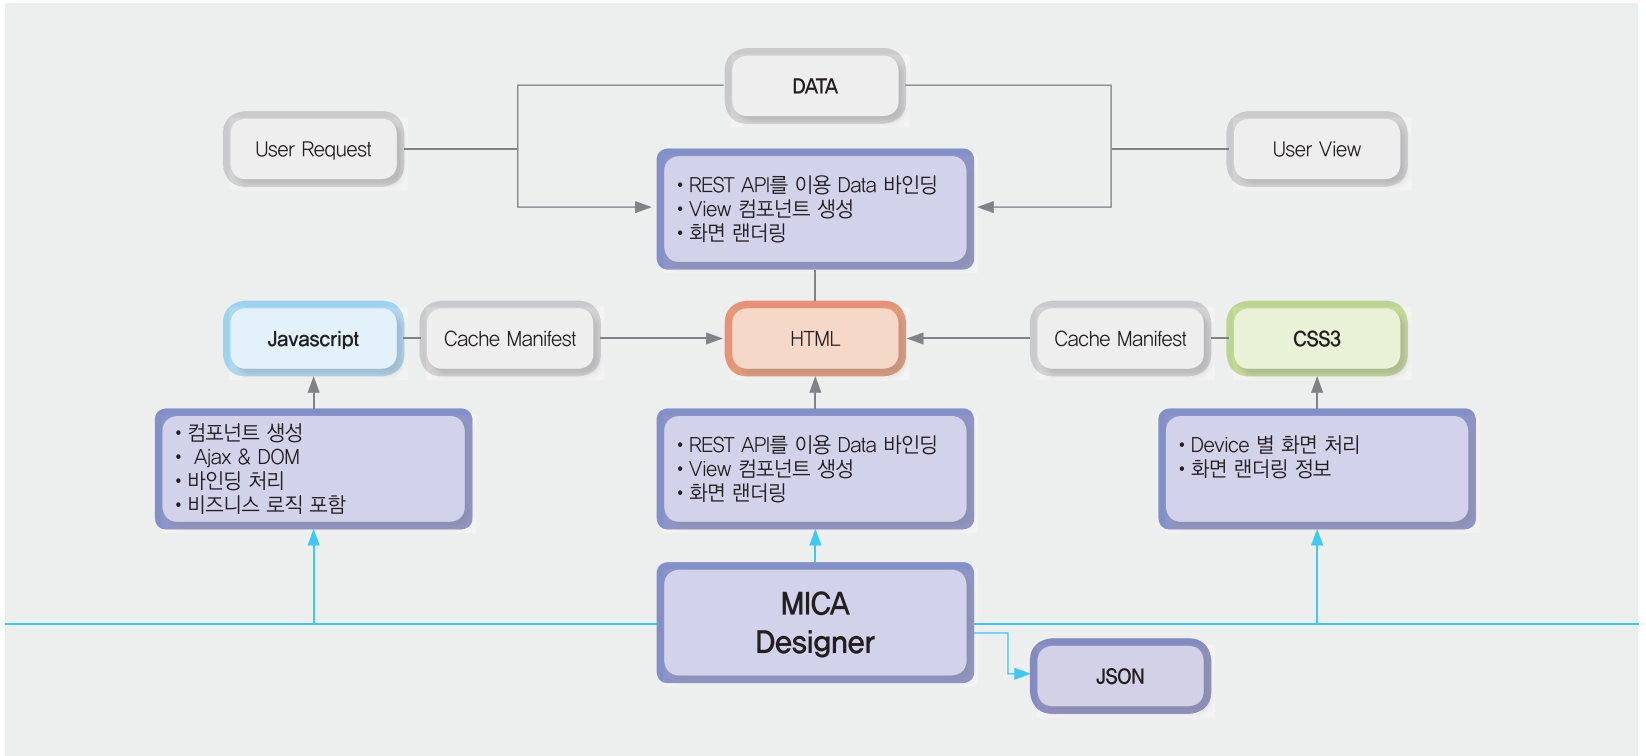 DATA
User Request
User View
• REST API를 이용 Data 바인딩
• View 컴포넌트 생성
• 화면 랜더링
Javascript
Cache Manifest
HTML
Cache Manifest
CSS3
• 컴포넌트 생성
• Ajax & DOM
• 바인딩 처리
• 비즈니스 로직 포함
• REST API를 이용 Data 바인딩
• View 컴포넌트 생성
• 화면 랜더링
• Device 별 화면 처리
• 화면 랜더링 정보
MICA
Designer
JSON